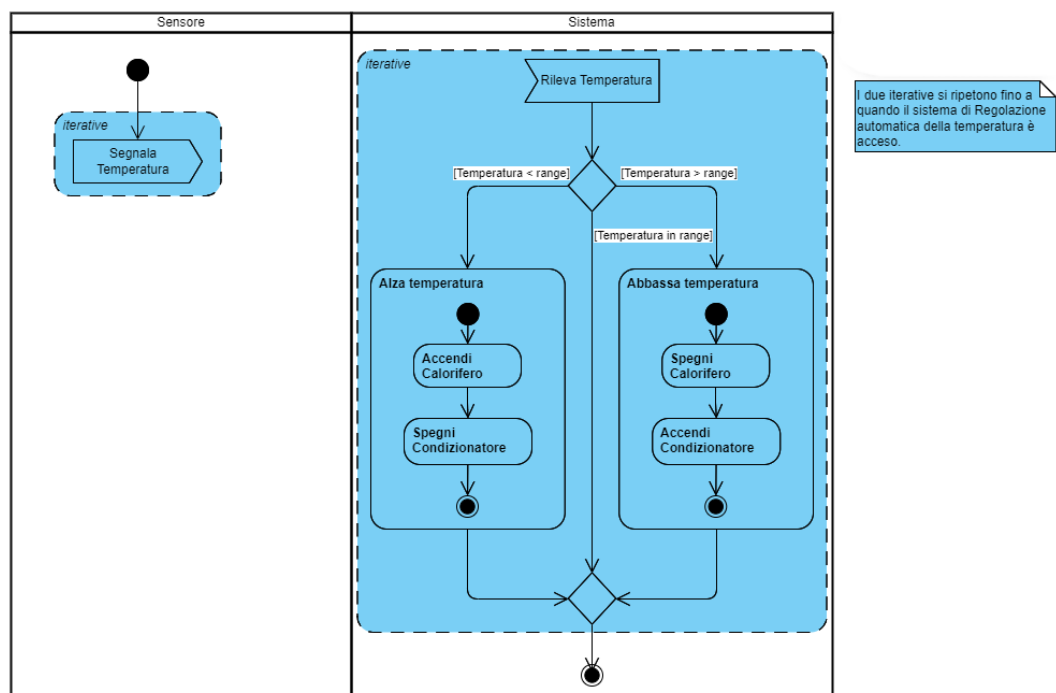 Sensore
Sistema
iterative
Segnala
Temperatura
iterative
Rileva Temperatura
[Temperatura < range]
[Temperatura > range]
[Temperatura in range]
Alza temperatura
Accendi
Calorifero
Spegni
Condizionatore
Abbassa temperatura
Spegni
Calorifero
Accendi
Condizionatore
I due iterative si ripetono fino a
quando il sistema di Regolazione
automatica della temperatura è
acceso.